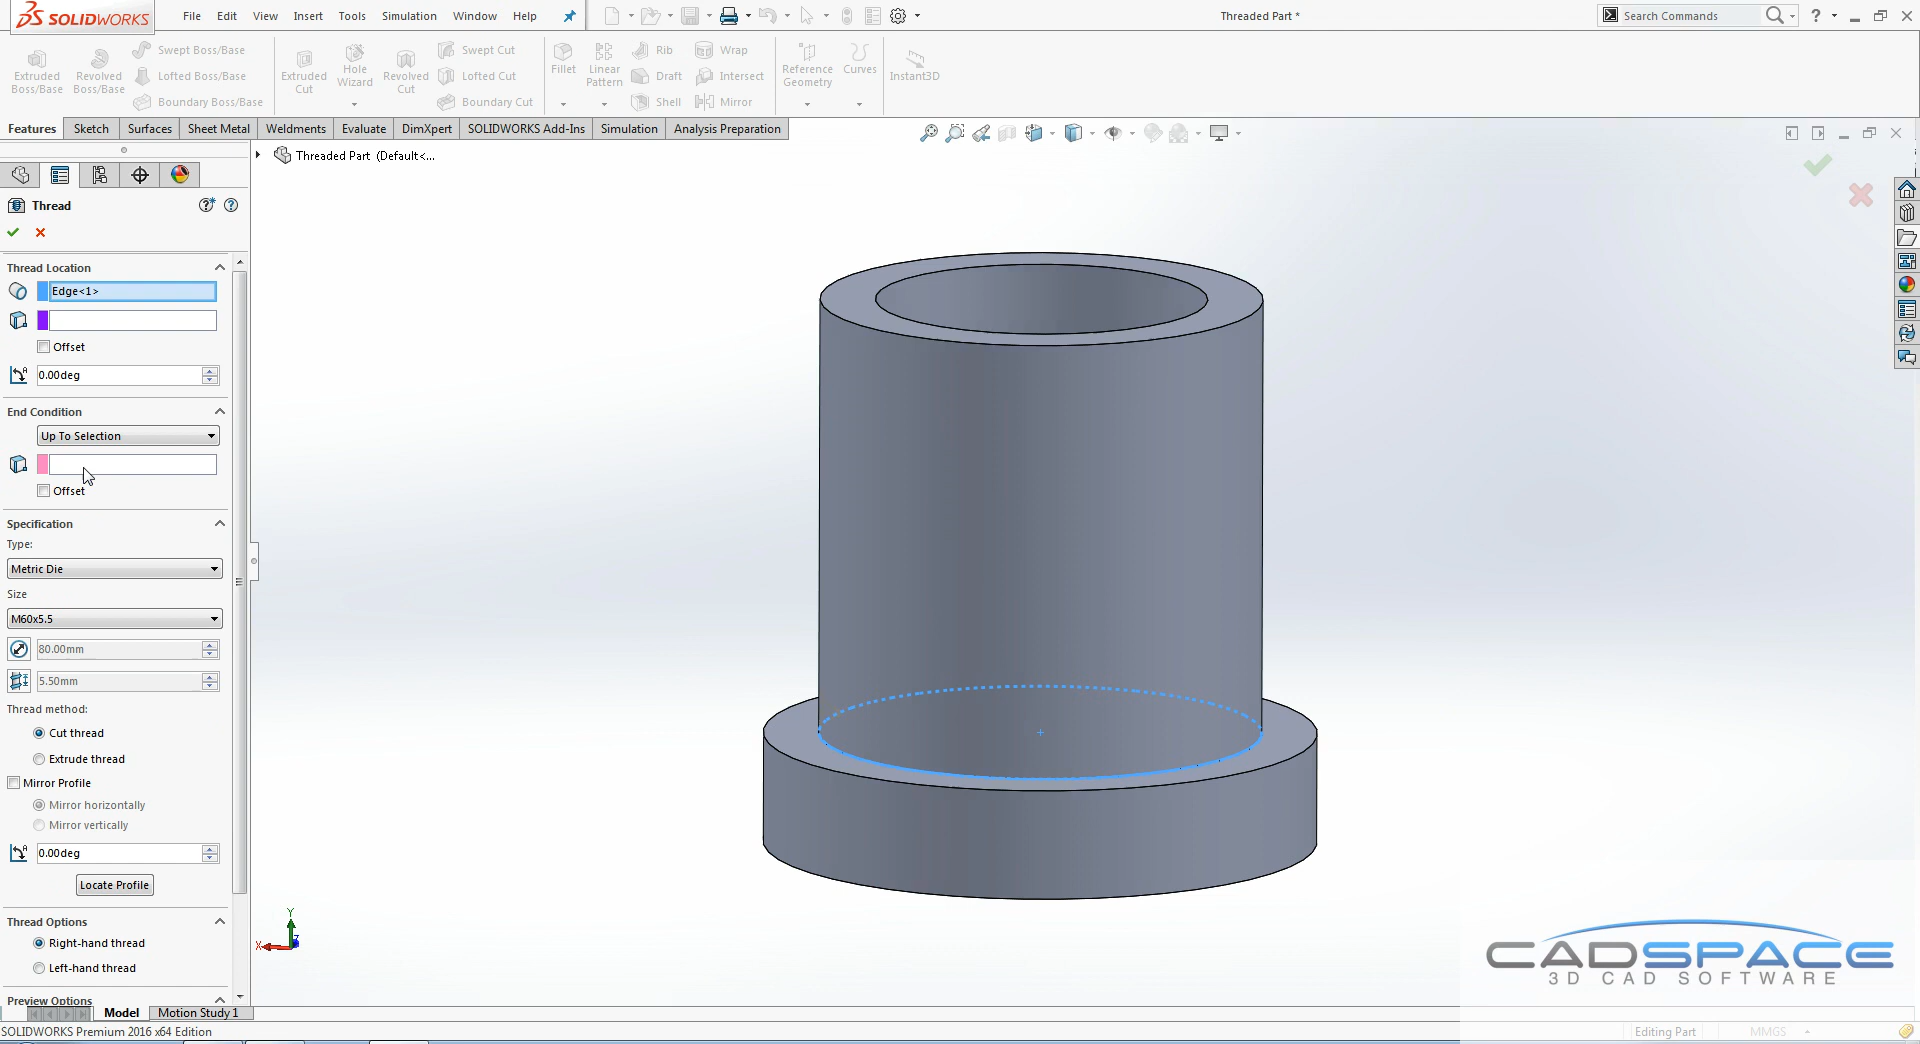 SOLIDWORKS File Edit View Insert Tools Simulation Window Help Threaded Part * Search Commands ?
Extruded Boss/Base
Revolved Boss/Base
Swept Boss/Base
Lofted Boss/Base
Boundary Boss/Base
Extruded Cut
Hole Wizard
Revolved Cut
Swept Cut
Lofted Cut
Boundary Cut
Fillet
Linear Pattern
Rib
Draft
Shell
Wrap
Intersect
Mirror
Reference Geometry
Curves
Instant3D
Features Sketch Surfaces Sheet Metal Weldments Evaluate DimXpert SOLIDWORKS Add-Ins Simulation Analysis Preparation
Threaded Part (Default<...
Thread
Thread Location
Edge<1>
Offset
0.00deg
End Condition
Up To Selection
Offset
Specification
Type:
Metric Die
Size
M60x5.5
80.00mm
5.50mm
Thread method:
Cut thread
Extrude thread
Mirror Profile
Mirror horizontally
Mirror vertically
0.00deg
Locate Profile
Thread Options
Right-hand thread
Left-hand thread
Preview Options
Y
X
Z
CADSPACE
3D CAD SOFTWARE
Model Motion Study 1
SOLIDWORKS Premium 2016 x64 Edition
Editing Part MMGS